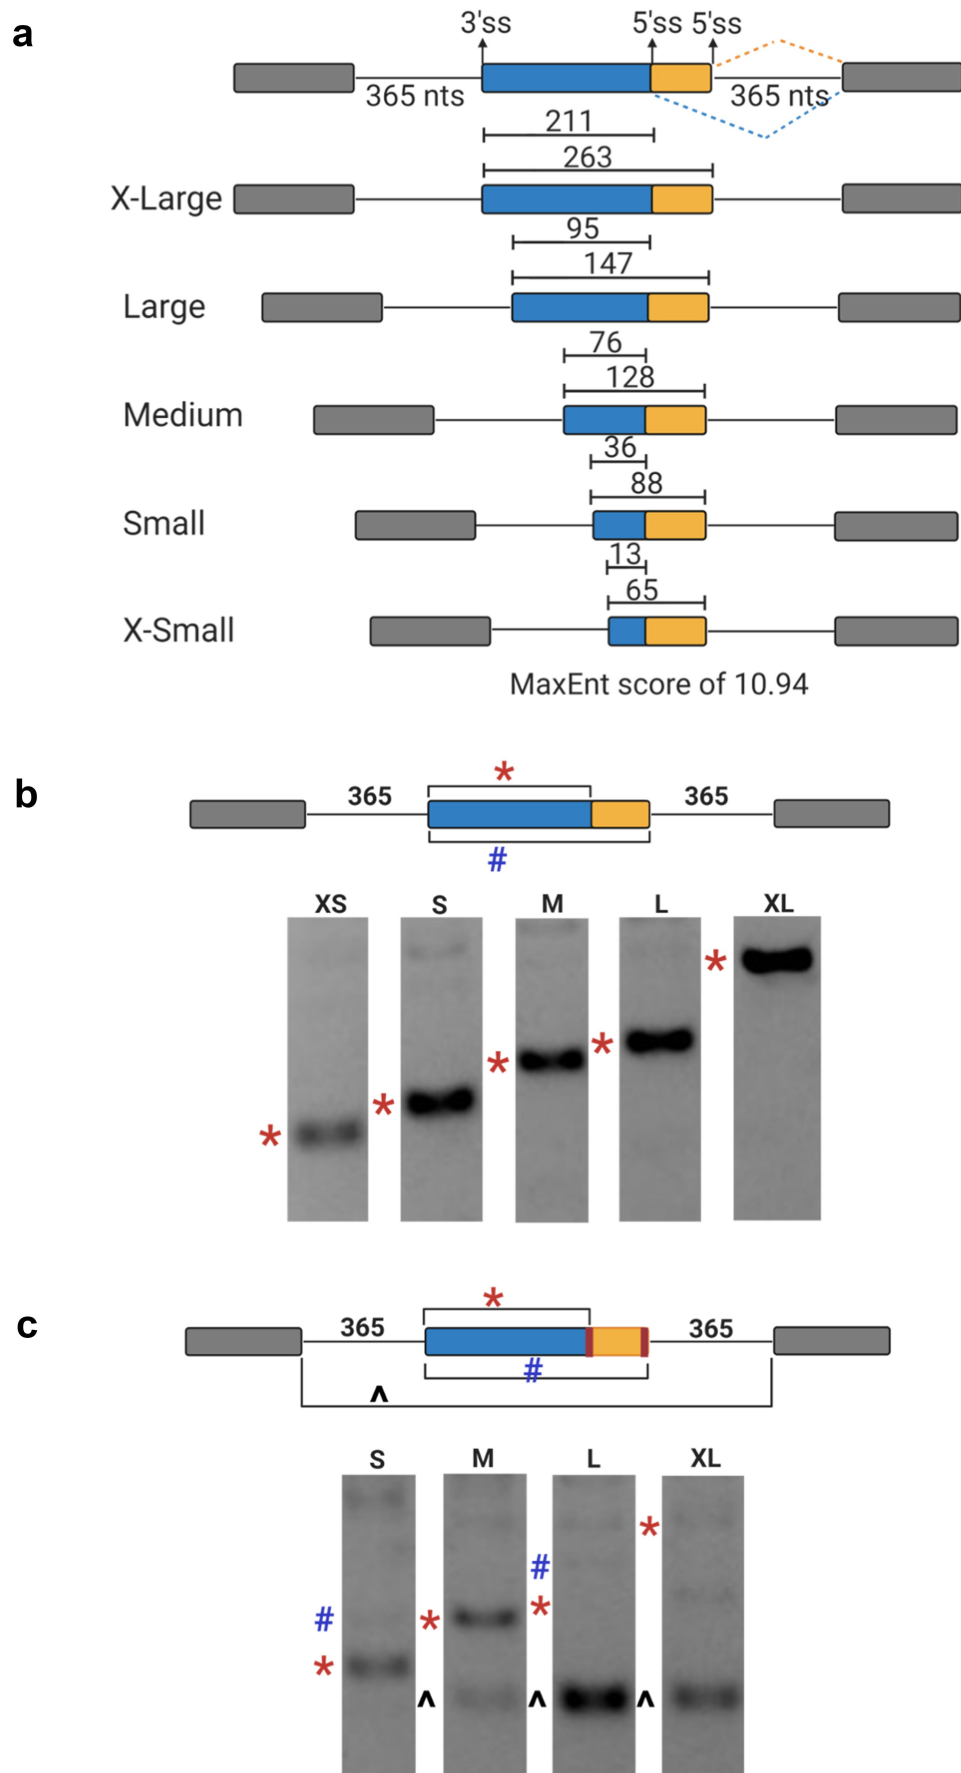 a
3'ss 5'ss 5'ss
365 nts 365 nts
211
263
X-Large
95
147
Large
76
128
Medium
36
88
Small
13
65
X-Small
MaxEnt score of 10.94
b
*
365 365
#
XS S M L XL
*
*
*
*
*
c
*
365 365
#
^
S M L XL
*
#
# * *
*
^ ^ ^